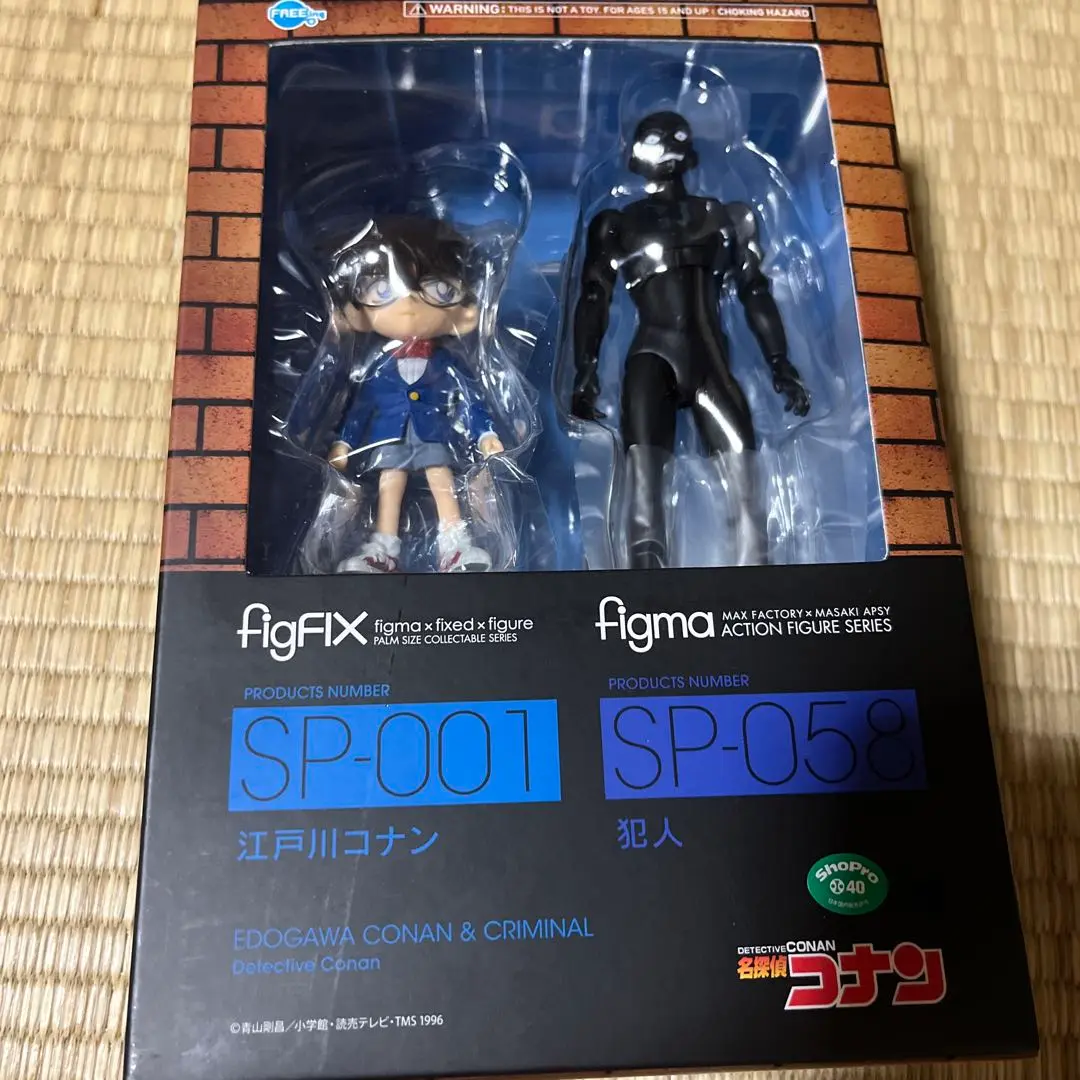 FREEing
WARNING: THIS IS NOT A TOY. FOR AGES 15 AND UP : CHOKING HAZARD
figFIX figma×fixed×figure
PALM SIZE COLLECTABLE SERIES
figma MAX FACTORY×MASAKI APSY
ACTION FIGURE SERIES
PRODUCTS NUMBER
SP-001
江戸川コナン
PRODUCTS NUMBER
SP-058
犯人
ShoPro
40
EDOGAWA CONAN & CRIMINAL
Detective Conan
DETECTIVE CONAN
名探偵コナン
©青山剛昌/小学館・読売テレビ・TMS 1996